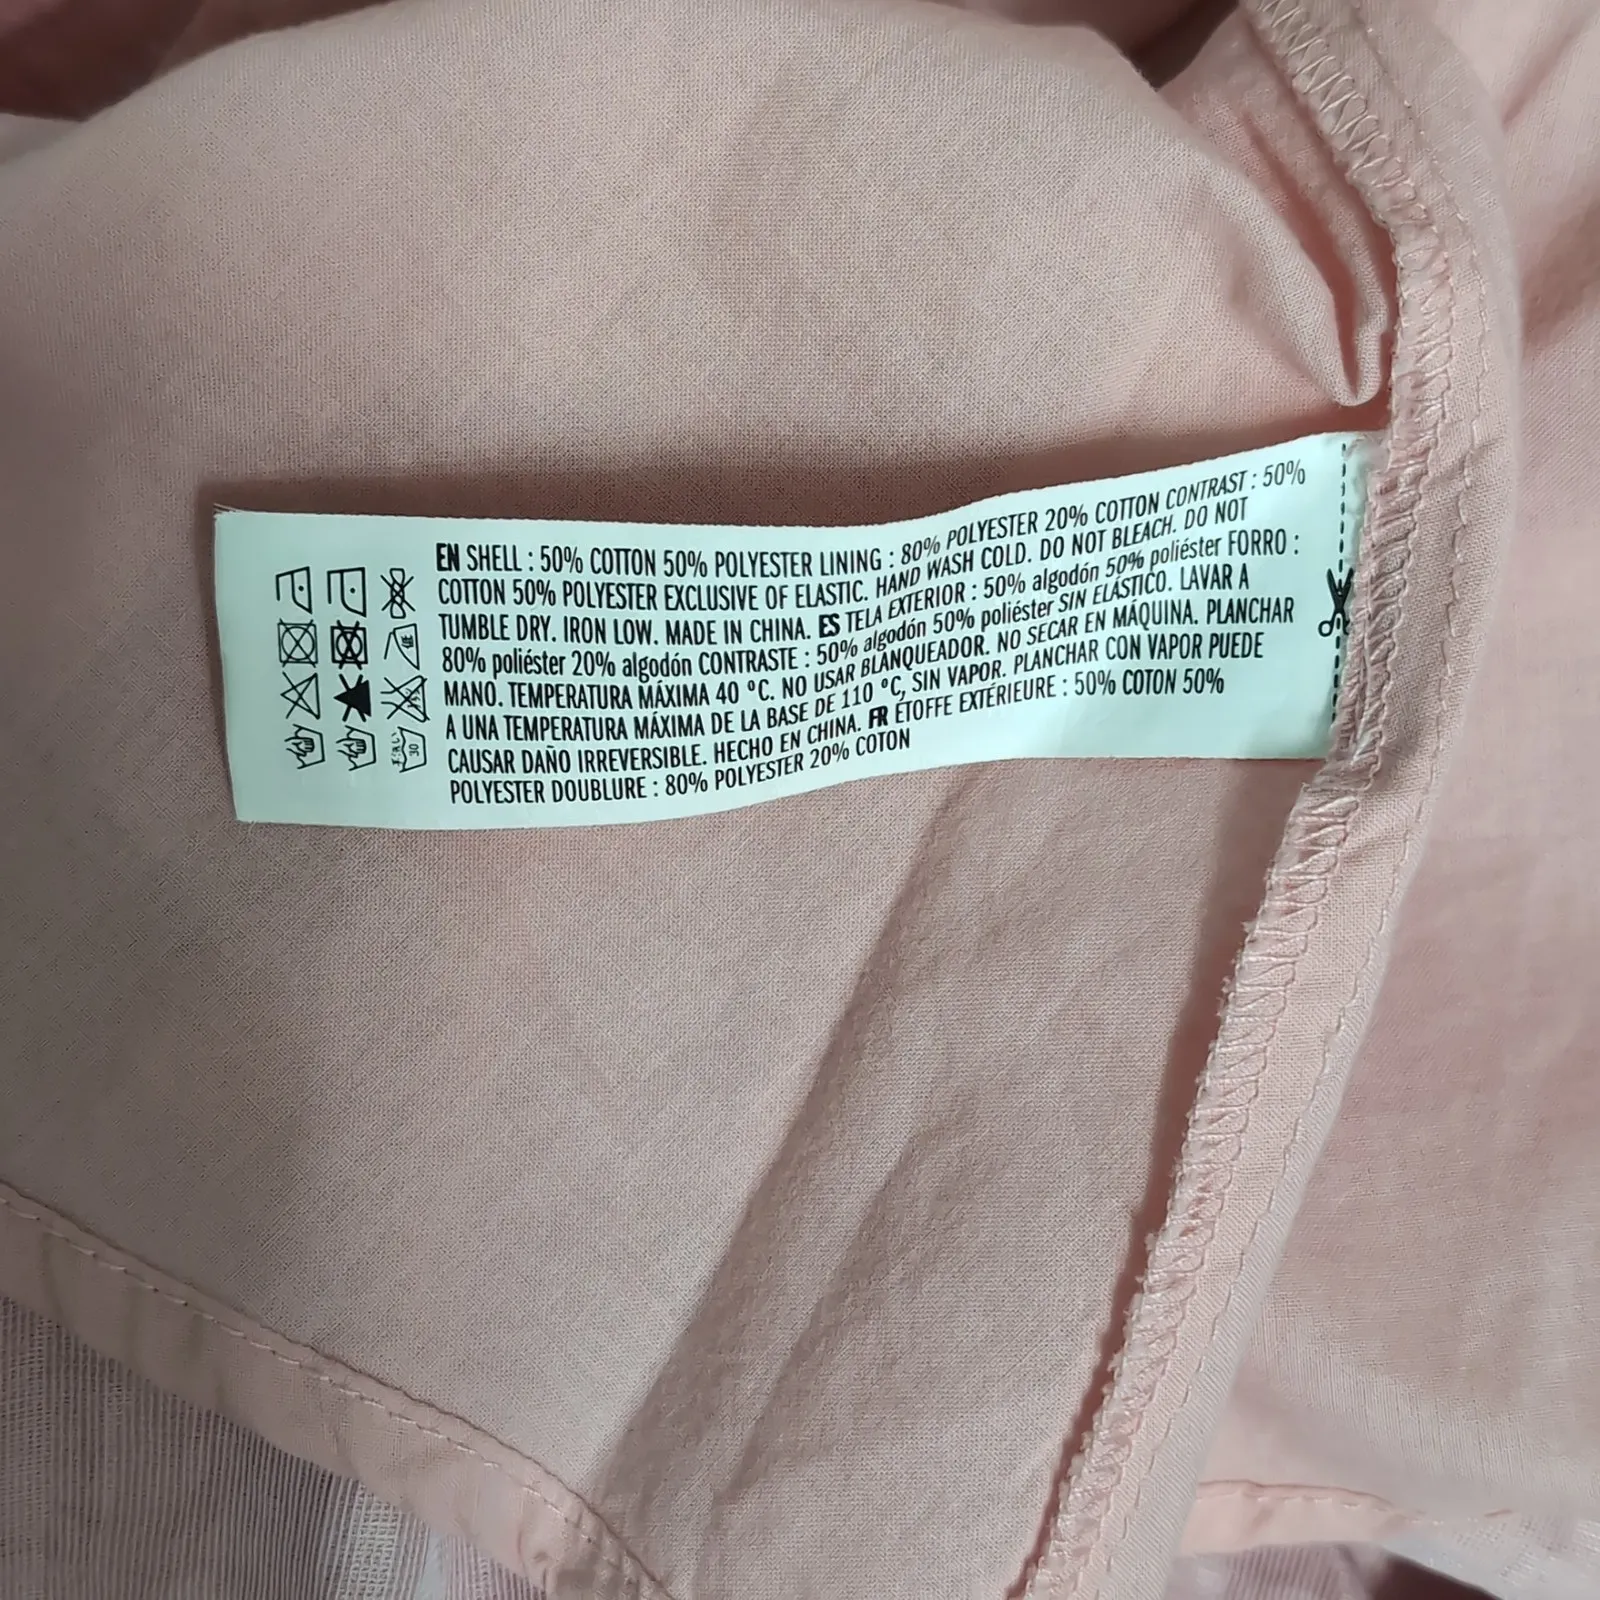 EN SHELL : 50% COTTON 50% POLYESTER LINING : 80% POLYESTER 20% COTTON CONTRAST : 50%
COTTON 50% POLYESTER EXCLUSIVE OF ELASTIC. HAND WASH COLD. DO NOT BLEACH. DO NOT
TUMBLE DRY. IRON LOW. MADE IN CHINA. ES TELA EXTERIOR : 50% algodón 50% poliéster FORRO :
80% poliéster 20% algodón CONTRASTE : 50% algodón 50% poliéster SIN ELÁSTICO. LAVAR A
MANO. TEMPERATURA MÁXIMA 40 °C. NO USAR BLANQUEADOR. NO SECAR EN MÁQUINA. PLANCHAR
A UNA TEMPERATURA MÁXIMA DE LA BASE DE 110 °C, SIN VAPOR. PLANCHAR CON VAPOR PUEDE
CAUSAR DAÑO IRREVERSIBLE. HECHO EN CHINA. FR ÉTOFFE EXTÉRIEURE : 50% COTON 50%
POLYESTER DOUBLURE : 80% POLYESTER 20% COTON
30